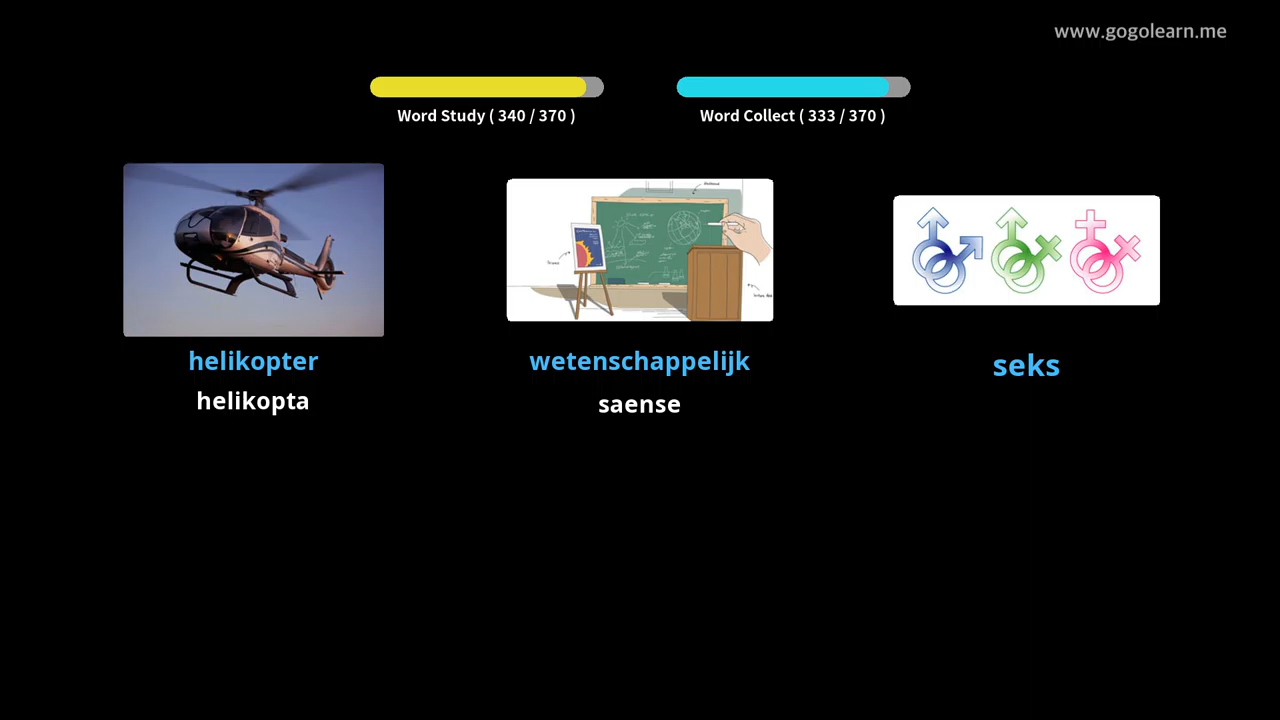 www.gogolearn.me
Word Study ( 340 / 370 )
Word Collect ( 333 / 370 )
helikopter
wetenschappelijk
seks
helikopta
saense